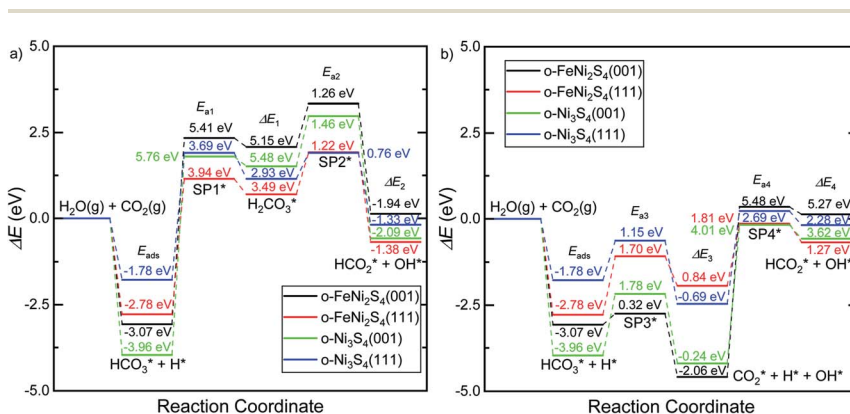 a)
5.0
2.5
0.0
-2.5
-5.0
ΔE (eV)
H₂O(g) + CO₂(g)
E_ads
-1.78 eV
-2.78 eV
-3.07 eV
-3.96 eV
HCO₃* + H*
E_a1
5.41 eV
3.69 eV
5.76 eV
3.94 eV
SP1*
ΔE₁
5.15 eV
5.48 eV
2.93 eV
3.49 eV
H₂CO₃*
E_a2
1.26 eV
1.46 eV
1.22 eV
0.76 eV
SP2*
ΔE₂
-1.94 eV
-1.33 eV
-2.09 eV
-1.38 eV
HCO₂* + OH*
o-FeNi₂S₄(001)
o-FeNi₂S₄(111)
o-Ni₃S₄(001)
o-Ni₃S₄(111)
Reaction Coordinate
b)
5.0
2.5
0.0
-2.5
-5.0
ΔE (eV)
o-FeNi₂S₄(001)
o-FeNi₂S₄(111)
o-Ni₃S₄(001)
o-Ni₃S₄(111)
H₂O(g) + CO₂(g)
E_ads
-1.78 eV
-2.78 eV
-3.07 eV
-3.96 eV
HCO₃* + H*
E_a3
1.15 eV
1.70 eV
1.78 eV
0.32 eV
SP3*
ΔE₃
0.84 eV
-0.69 eV
-0.24 eV
-2.06 eV
CO₂* + H* + OH*
E_a4
5.48 eV
1.81 eV
2.69 eV
4.01 eV
SP4*
ΔE₄
5.27 eV
2.28 eV
3.62 eV
1.27 eV
HCO₂* + OH*
Reaction Coordinate